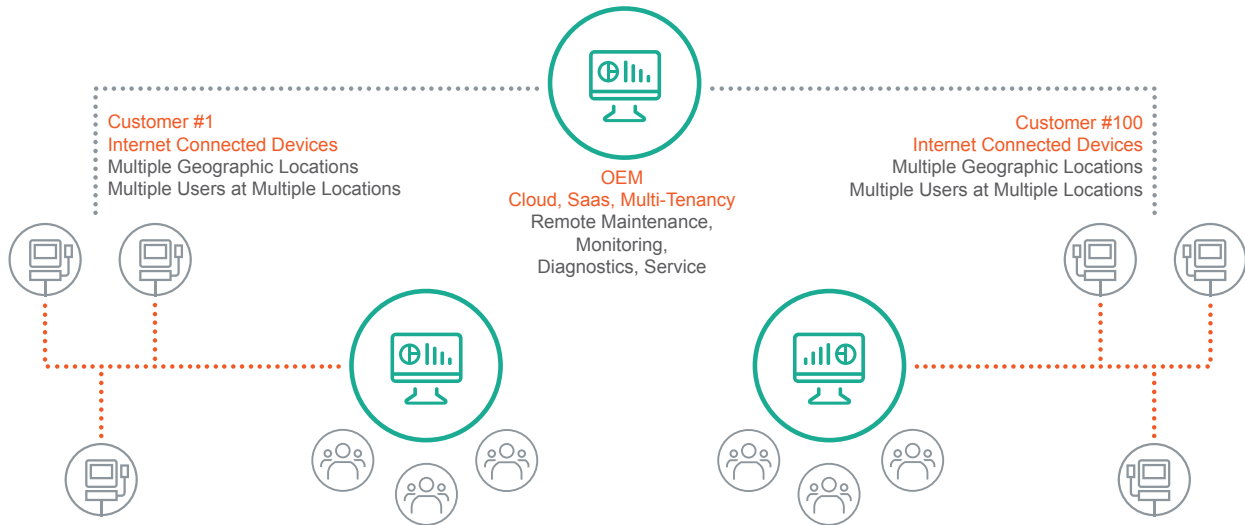 Customer #1
Internet Connected Devices
Multiple Geographic Locations
Multiple Users at Multiple Locations
OEM
Cloud, Saas, Multi-Tenancy
Remote Maintenance,
Monitoring,
Diagnostics, Service
Customer #100
Internet Connected Devices
Multiple Geographic Locations
Multiple Users at Multiple Locations